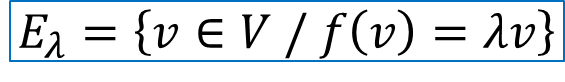 E_λ = {v ∈ V / f(v) = λv}